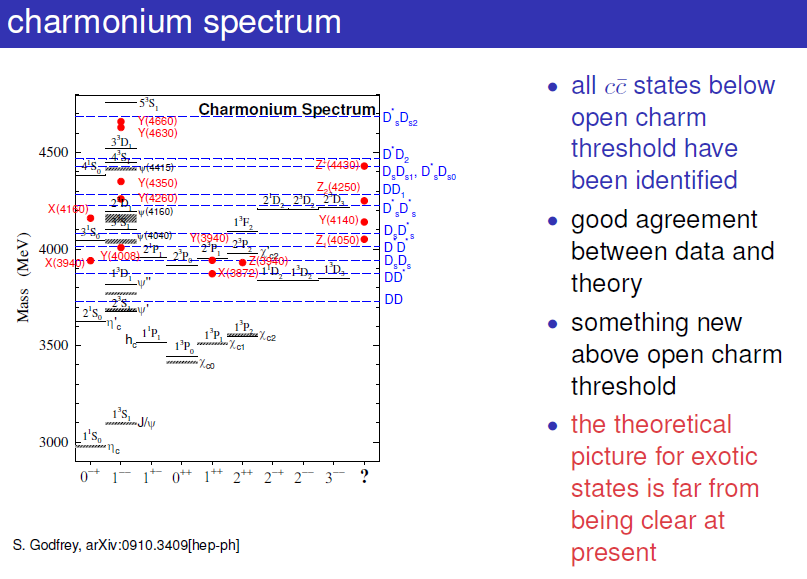 charmonium spectrum
Charmonium Spectrum
Mass (MeV)
4500
4000
3500
3000
5³S₁
Y(4660)
Y(4630)
3³D₁
4³S₁
4¹S₀
ψ(4415)
Y(4350)
Y(4260)
2³D₁
ψ(4160)
X(4160)
3³S₁
3¹S₀
ψ(4040)
Y(4008)
X(3940)
2¹P₁
2³P₀
Y(3940)
2³P₁
2³P₂
χ'c2
Z(3940)
X(3872)
1³F₂
2¹D₂
2³D₂
2³D₃
1¹D₂
1³D₂
1³D₃
1³D₁
ψ''
2³S₁
ψ'
2¹S₀
η'c
hc
1¹P₁
1³P₀
χc0
1³P₁
χc1
1³P₂
χc2
1³S₁
J/ψ
1¹S₀
ηc
Z⁺(4430)
Y(4140)
D*sDs2
D*D₂
DsDs1, D*sDs0
DD₁
D*sD*s
DsD*s
D*D*
DsDs
DD*
DD
0⁻⁺ 1⁻⁻ 1⁺⁻ 0⁺⁺ 1⁺⁺ 2⁺⁺ 2⁻⁺ 2⁻⁻ 3⁻⁻ ?
• all cc̄ states below
open charm
threshold have
been identified
• good agreement
between data and
theory
• something new
above open charm
threshold
• the theoretical
picture for exotic
states is far from
being clear at
present
S. Godfrey, arXiv:0910.3409[hep-ph]